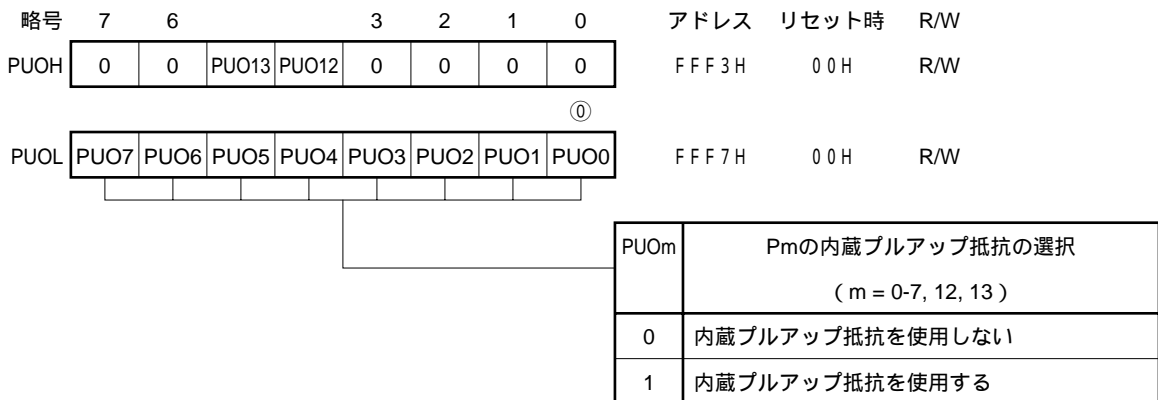 略号 7 6 3 2 1 0 アドレス リセット時 R/W
PUOH 0 0 PUO13 PUO12 0 0 0 0 FFF3H 00H R/W
⓪
PUOL PUO7 PUO6 PUO5 PUO4 PUO3 PUO2 PUO1 PUO0 FFF7H 00H R/W
PUOm Pmの内蔵プルアップ抵抗の選択
（m = 0-7, 12, 13）
0 内蔵プルアップ抵抗を使用しない
1 内蔵プルアップ抵抗を使用する